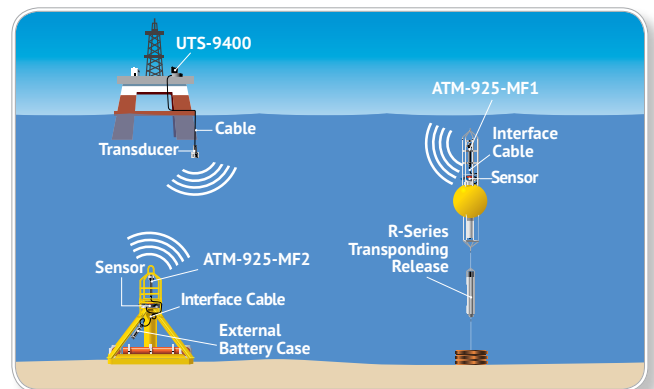 UTS-9400
Cable
Transducer
ATM-925-MF1
Interface
Cable
Sensor
R-Series
Transponding
Release
ATM-925-MF2
Sensor
Interface Cable
External
Battery Case